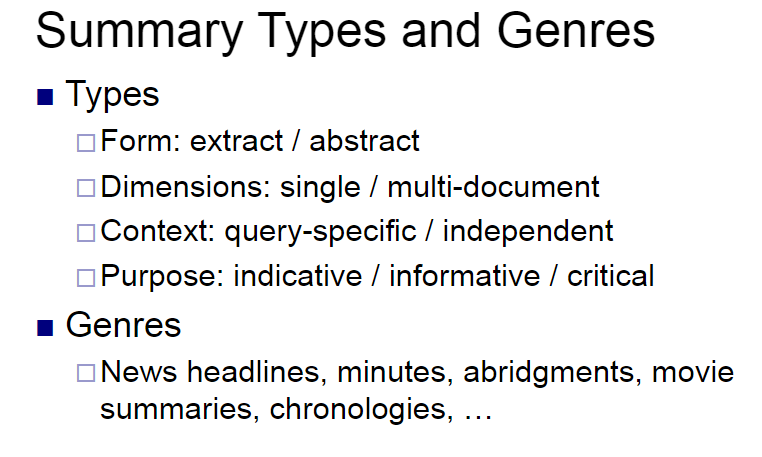 Summary Types and Genres
Types
Form: extract / abstract
Dimensions: single / multi-document
Context: query-specific / independent
Purpose: indicative / informative / critical
Genres
News headlines, minutes, abridgments, movie
summaries, chronologies, …